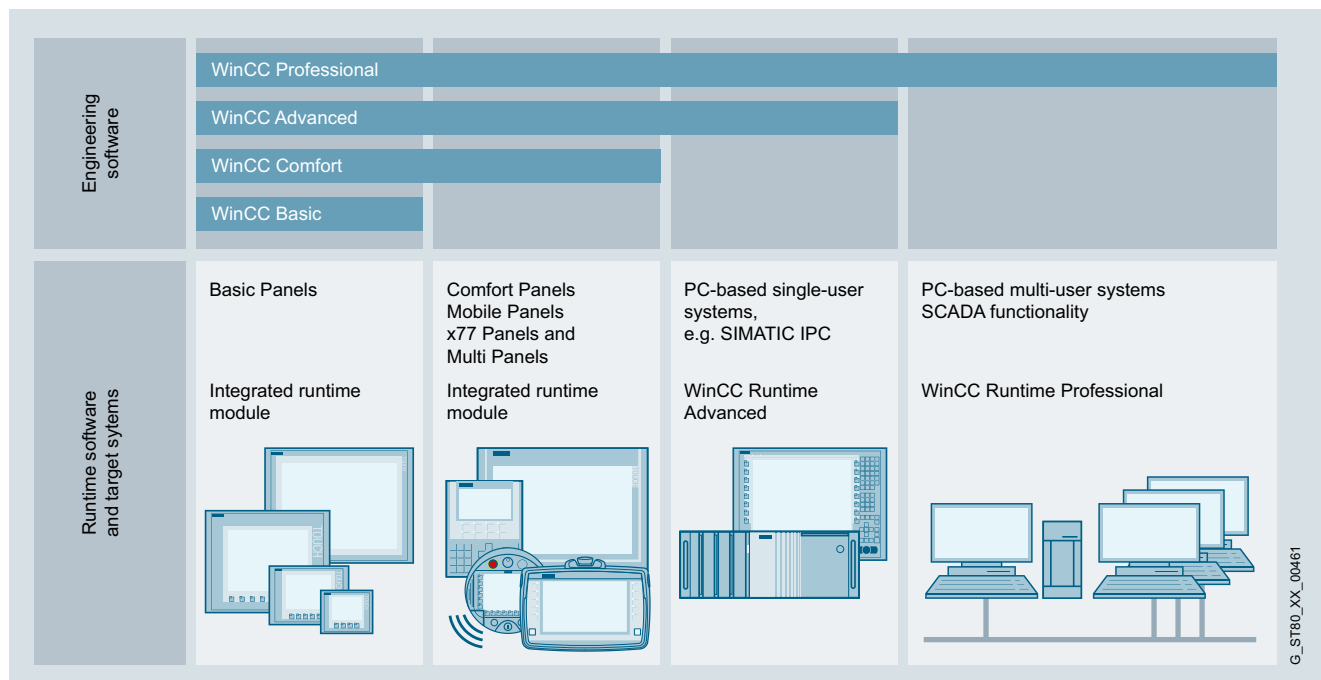 Engineering
software
WinCC Professional
WinCC Advanced
WinCC Comfort
WinCC Basic
Runtime software
and target sytems
Basic Panels
Integrated runtime
module
Comfort Panels
Mobile Panels
x77 Panels and
Multi Panels
Integrated runtime
module
PC-based single-user
systems,
e.g. SIMATIC IPC
WinCC Runtime
Advanced
PC-based multi-user systems
SCADA functionality
WinCC Runtime Professional
TOUCH
G_ST80_XX_00461